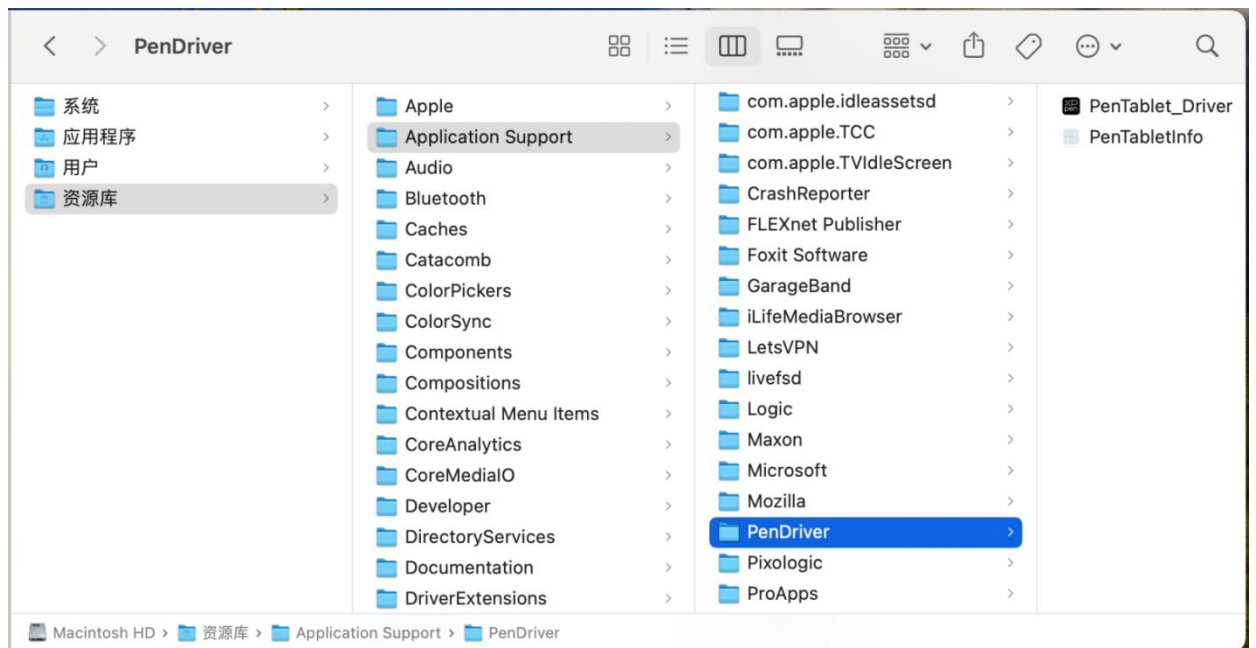 PenDriver
系统
应用程序
用户
资源库
Apple
Application Support
Audio
Bluetooth
Caches
Catacomb
ColorPickers
ColorSync
Components
Compositions
Contextual Menu Items
CoreAnalytics
CoreMediaIO
Developer
DirectoryServices
Documentation
DriverExtensions
com.apple.idleassetsd
com.apple.TCC
com.apple.TVIdleScreen
CrashReporter
FLEXnet Publisher
Foxit Software
GarageBand
iLifeMediaBrowser
LetsVPN
livefsd
Logic
Maxon
Microsoft
Mozilla
PenDriver
Pixologic
ProApps
XP pen PenTablet_Driver
PenTabletInfo
Macintosh HD › 资源库 › Application Support › PenDriver